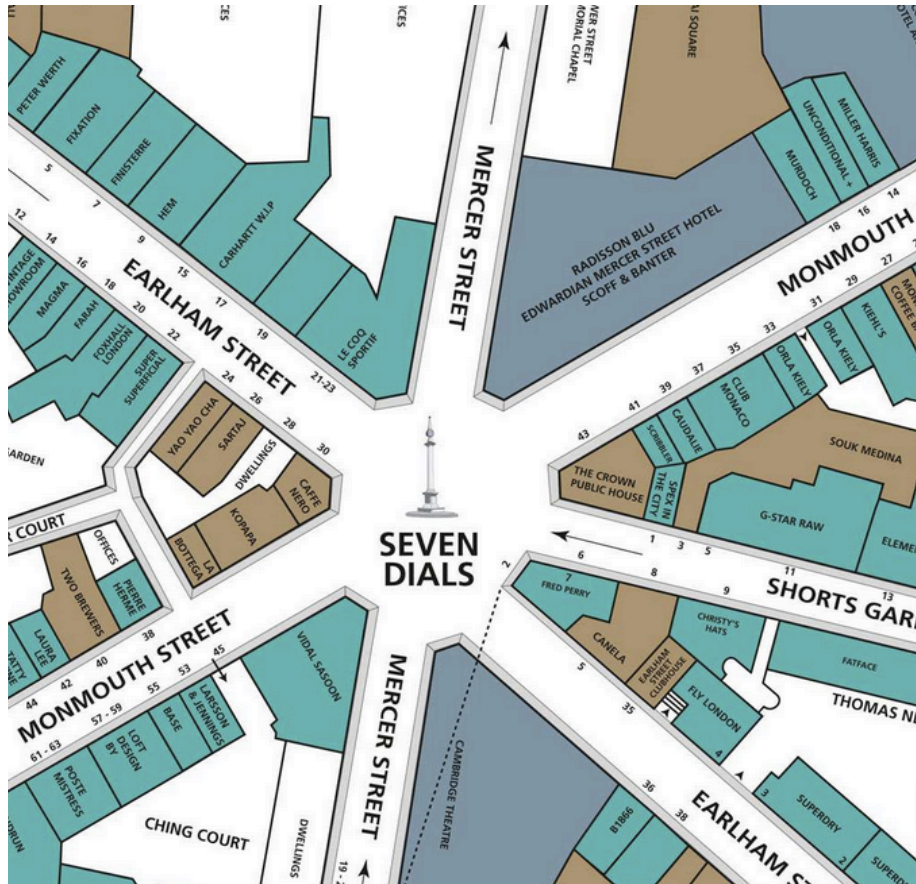 PETER WERTH
FIXATION
FINISTERRE
HEM
CARHARTT W.I.P
LE COQ
SPORTIF
5
7
9
15
17
19
21-23
EARLHAM STREET
MERCER STREET
SQUARE
RADISSON BLU
EDWARDIAN MERCER STREET HOTEL
SCOFF & BANTER
MURDOCH
UNCONDITIONAL +
MILLER HARRIS
18
16
14
MONMOUTH
12
14
16
18
20
22
MAGMA
FARAH
FOXHALL
LONDON
SUPER
SUPERFICIAL
24
26
28
30
YAO YAO CHA
SARTAJ
DWELLINGS
CAFFE
NERO
KOPAPA
LA
BOTTEGA
SEVEN
DIALS
43
41
39
37
35
33
31
29
27
THE CROWN
PUBLIC HOUSE
SCRIBBLER
CAUDALIE
CLUB
MONACO
ORLA KIELY
ORLA KIELY
KIEHL'S
COFFEE
SPEX IN
THE CITY
SOUK MEDINA
G-STAR RAW
1
3
5
11
13
2
6
8
9
7
FRED PERRY
CANELA
EARLHAM
STREET
CLUBHOUSE
CHRISTY'S
HATS
FATFACE
FLY LONDON
4
5
35
36
38
B1866
3
SUPERDRY
2
COURT
OFFICES
TWO BREWERS
PIERRE
HERME
LAURA
LEE
TATTY
44
42
40
38
MONMOUTH STREET
61 - 63
57 - 59
55
53
45
POSTE
MISTRESS
LOFT
DESIGN
BY
BASE
LARSSON
& JENNINGS
VIDAL SASOON
CHING COURT
DWELLINGS
MERCER STREET
CAMBRIDGE THEATRE